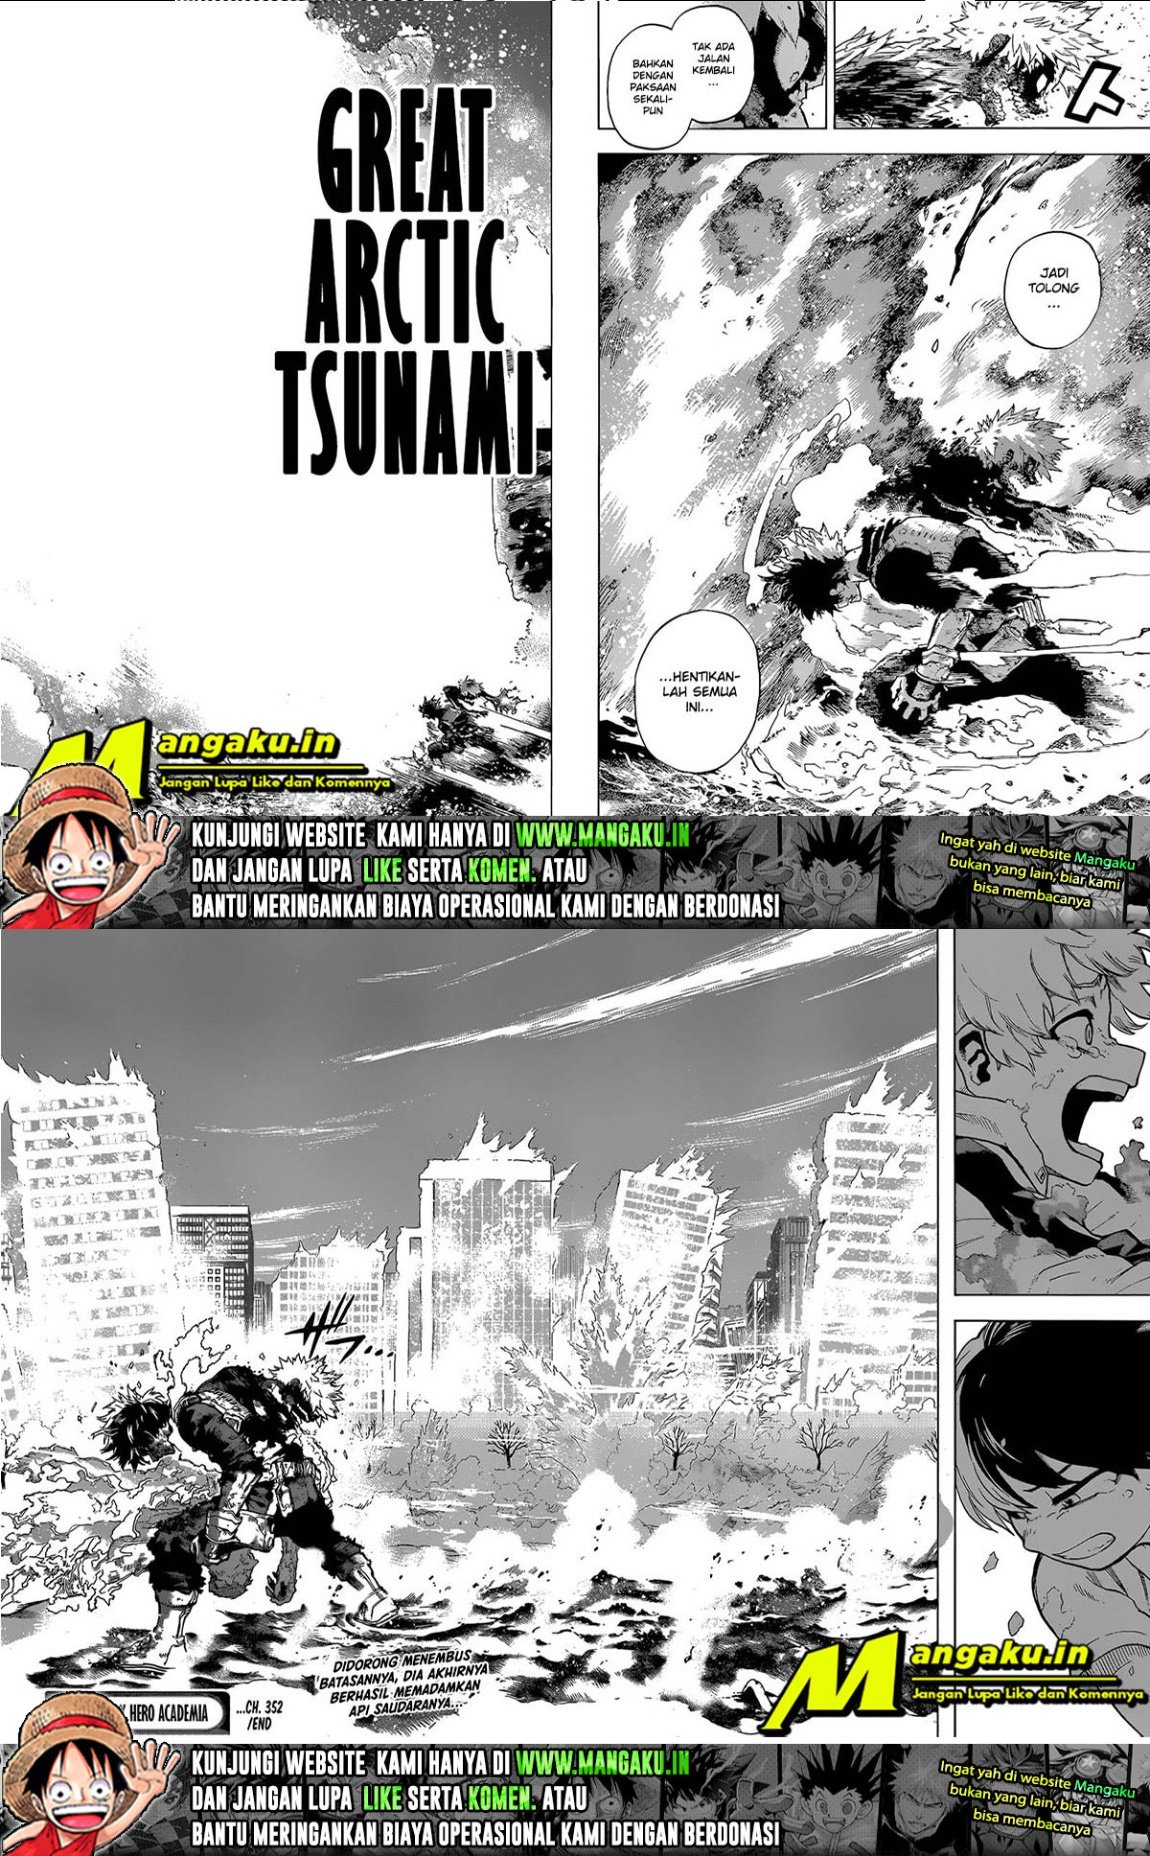 TAK ADA
JALAN
KEMBALI
...
BAHKAN
DENGAN
PAKSAAN
SEKALI-
PUN
JADI
TOLONG
...
...HENTIKAN-
LAH SEMUA
INI...
GREAT
ARCTIC
TSUNAMI
Mangaku.in
Jangan Lupa Like dan Komennya
KUNJUNGI WEBSITE KAMI HANYA DI WWW.MANGAKU.IN
DAN JANGAN LUPA LIKE SERTA KOMEN. ATAU
BANTU MERINGANKAN BIAYA OPERASIONAL KAMI DENGAN BERDONASI
Ingat yah di website Mangaku
bukan yang lain, biar kami
bisa membacanya
DIDORONG MENEMBUS
BATASANNYA, DIA AKHIRNYA
BERHASIL MEMADAMKAN
API SAUDARANYA...
HERO ACADEMIA
...CH. 352
/END
Mangaku.in
Jangan Lupa Like dan Komennya
KUNJUNGI WEBSITE KAMI HANYA DI WWW.MANGAKU.IN
DAN JANGAN LUPA LIKE SERTA KOMEN. ATAU
BANTU MERINGANKAN BIAYA OPERASIONAL KAMI DENGAN BERDONASI
Ingat yah di website Mangaku
bukan yang lain, biar kami
bisa membacanya